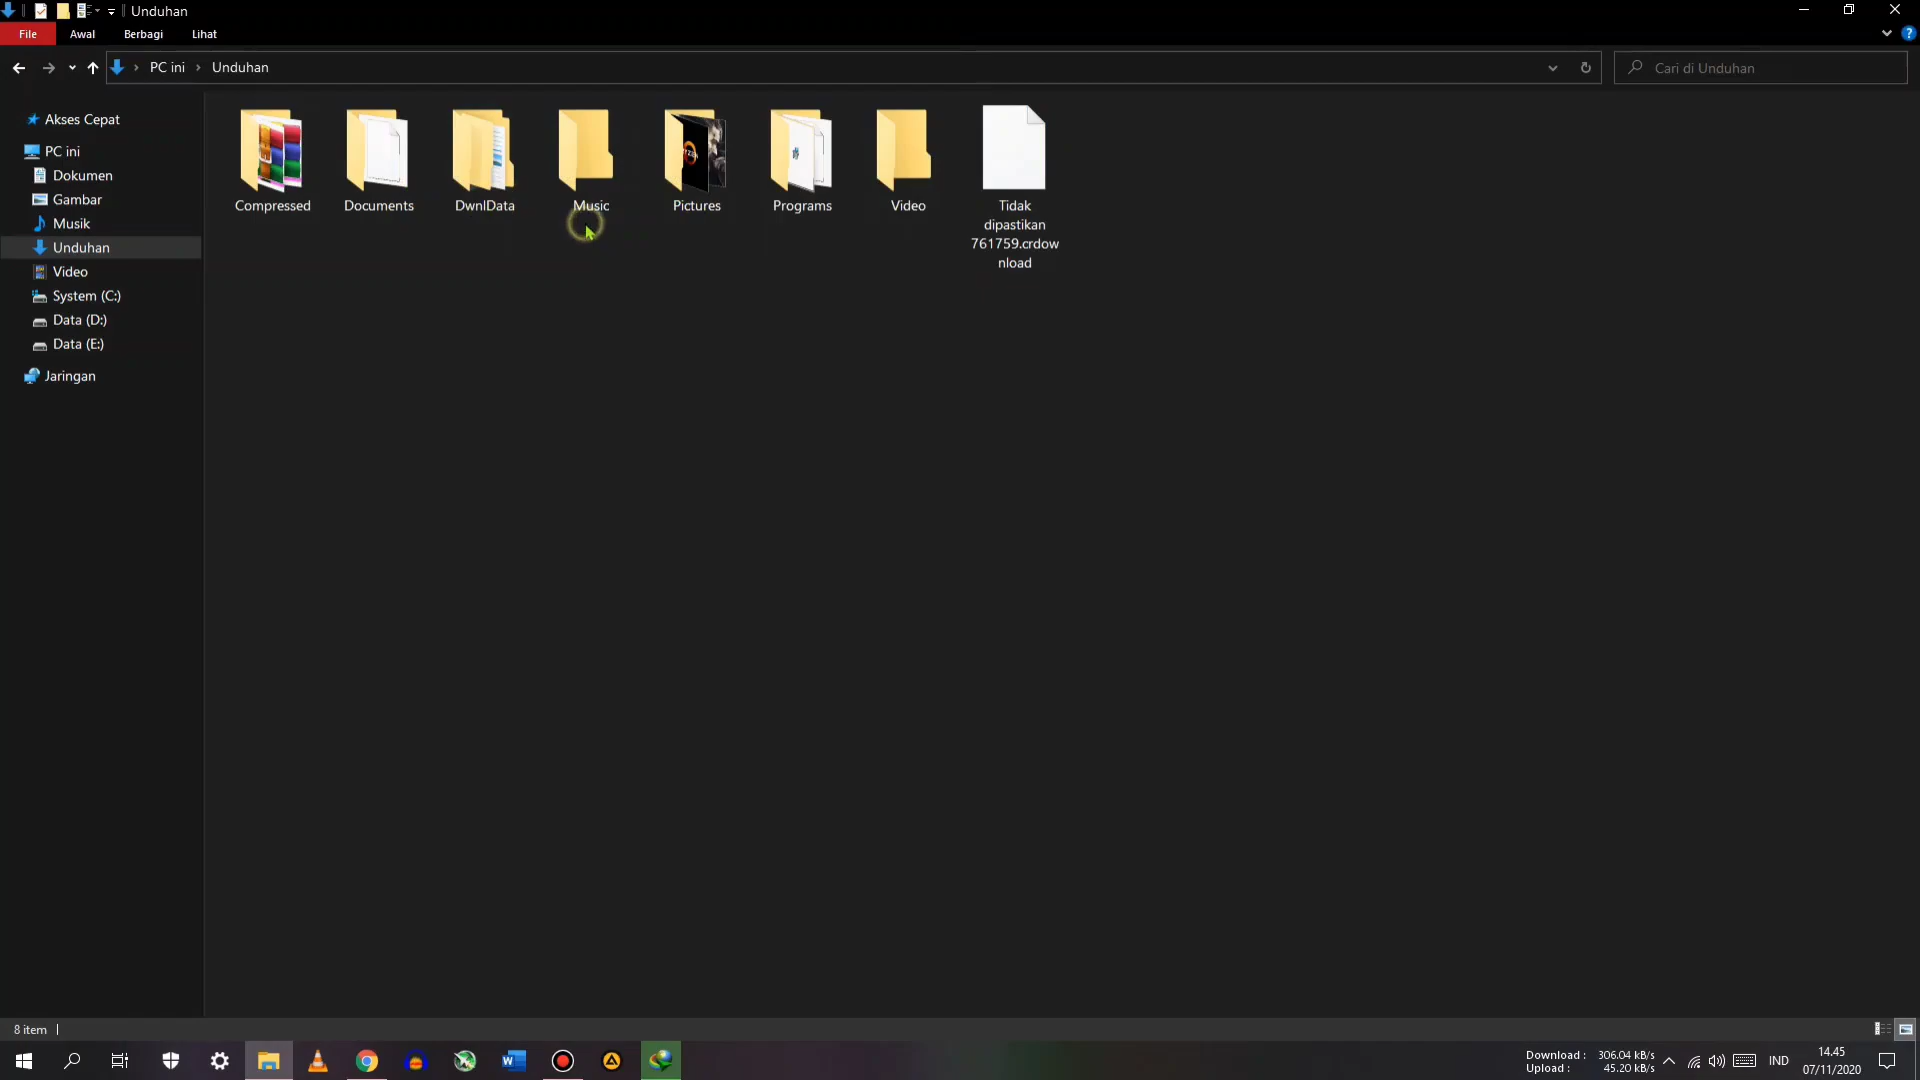 Unduhan
File Awal Berbagi Lihat
PC ini Unduhan
Cari di Unduhan
Akses Cepat
PC ini
Dokumen
Gambar
Musik
Unduhan
Video
System (C:)
Data (D:)
Data (E:)
Jaringan
Compressed
Documents
DwnlData
Music
Pictures
Programs
Video
Tidak
dipastikan
761759.crdow
nload
8 item
Download : 306.04 kB/s
Upload : 45.20 kB/s
IND
14.45
07/11/2020